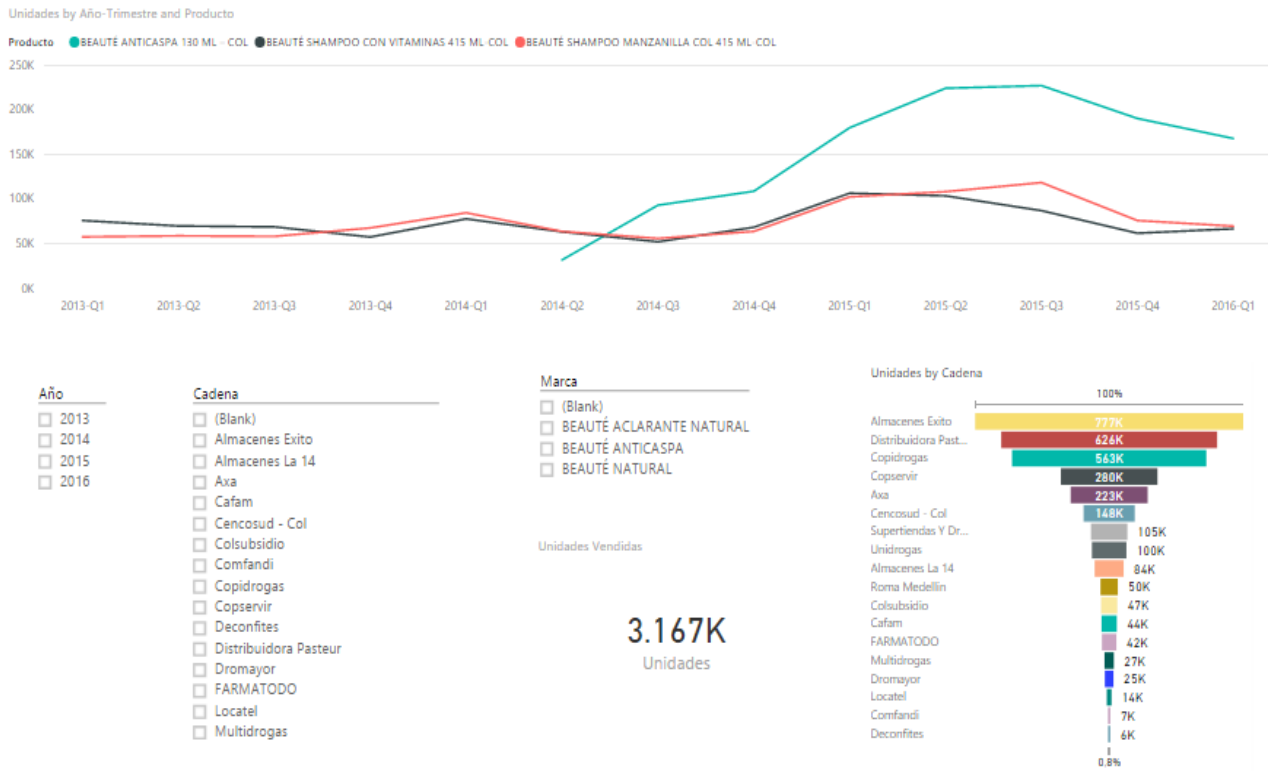 Unidades by Año-Trimestre and Producto
Producto BEAUTÉ ANTICASPA 130 ML - COL BEAUTÉ SHAMPOO CON VITAMINAS 415 ML COL BEAUTÉ SHAMPOO MANZANILLA COL 415 ML COL
250K
200K
150K
100K
50K
0K
2013-Q1 2013-Q2 2013-Q3 2013-Q4 2014-Q1 2014-Q2 2014-Q3 2014-Q4 2015-Q1 2015-Q2 2015-Q3 2015-Q4 2016-Q1
Año
2013
2014
2015
2016
Cadena
(Blank)
Almacenes Exito
Almacenes La 14
Axa
Cafam
Cencosud - Col
Colsubsidio
Comfandi
Copidrogas
Copservir
Deconfites
Distribuidora Pasteur
Dromayor
FARMATODO
Locatel
Multidrogas
Marca
(Blank)
BEAUTÉ ACLARANTE NATURAL
BEAUTÉ ANTICASPA
BEAUTÉ NATURAL
Unidades Vendidas
3.167K
Unidades
Unidades by Cadena
100%
Almacenes Exito 777K
Distribuidora Past... 626K
Copidrogas 563K
Copservir 280K
Axa 223K
Cencosud - Col 148K
Supertiendas Y Dr... 105K
Unidrogas 100K
Almacenes La 14 84K
Roma Medellin 50K
Colsubsidio 47K
Cafam 44K
FARMATODO 42K
Multidrogas 27K
Dromayor 25K
Locatel 14K
Comfandi 7K
Deconfites 6K
0.8%